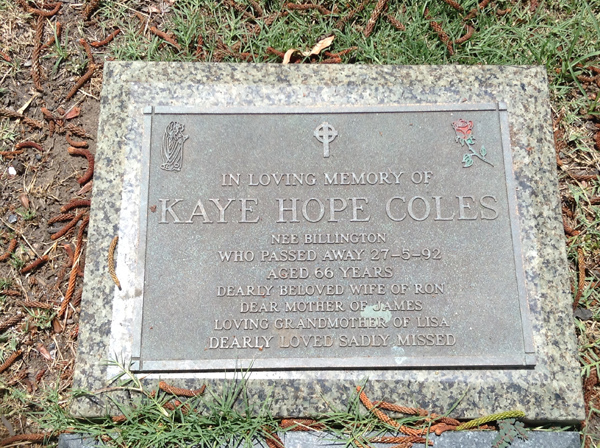 IN LOVING MEMORY OF
KAYE HOPE COLES
NEE BILLINGTON
WHO PASSED AWAY 27-5-92
AGED 66 YEARS
DEARLY BELOVED WIFE OF RON
DEAR MOTHER OF JAMES
LOVING GRANDMOTHER OF LISA
DEARLY LOVED SADLY MISSED